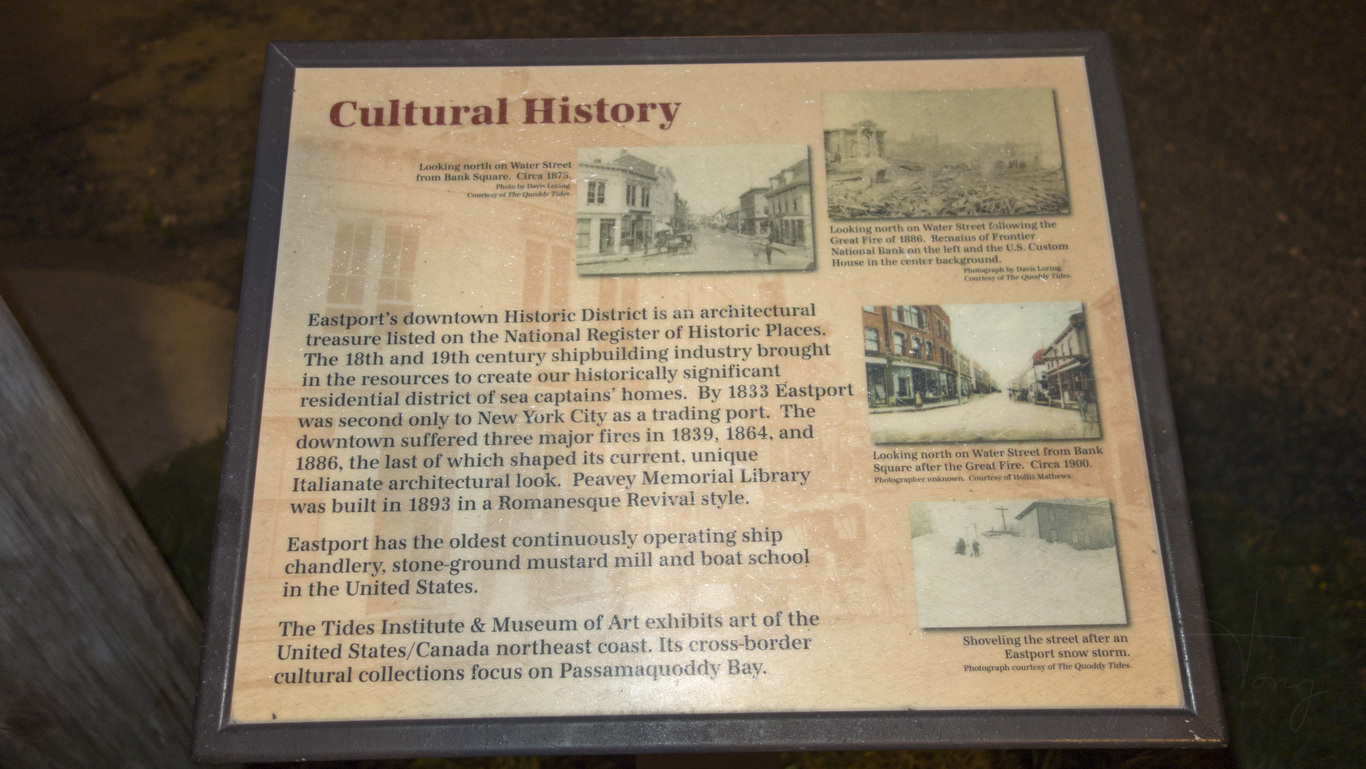 Cultural History
Looking north on Water Street
from Bank Square. Circa 1875.
Photo by Davis Loring
Courtesy of The Quoddy Tides.
Looking north on Water Street following the
Great Fire of 1886. Remains of Frontier
National Bank on the left and the U.S. Custom
House in the center background.
Photograph by Davis Loring
Courtesy of The Quoddy Tides.
Eastport's downtown Historic District is an architectural
treasure listed on the National Register of Historic Places.
The 18th and 19th century shipbuilding industry brought
in the resources to create our historically significant
residential district of sea captains' homes. By 1833 Eastport
was second only to New York City as a trading port. The
downtown suffered three major fires in 1839, 1864, and
1886, the last of which shaped its current, unique
Italianate architectural look. Peavey Memorial Library
was built in 1893 in a Romanesque Revival style.
Eastport has the oldest continuously operating ship
chandlery, stone-ground mustard mill and boat school
in the United States.
The Tides Institute & Museum of Art exhibits art of the
United States/Canada northeast coast. Its cross-border
cultural collections focus on Passamaquoddy Bay.
Looking north on Water Street from Bank
Square after the Great Fire. Circa 1900.
Photographer unknown. Courtesy of Hollis Mathews.
Shoveling the street after an
Eastport snow storm.
Photograph courtesy of The Quoddy Tides.